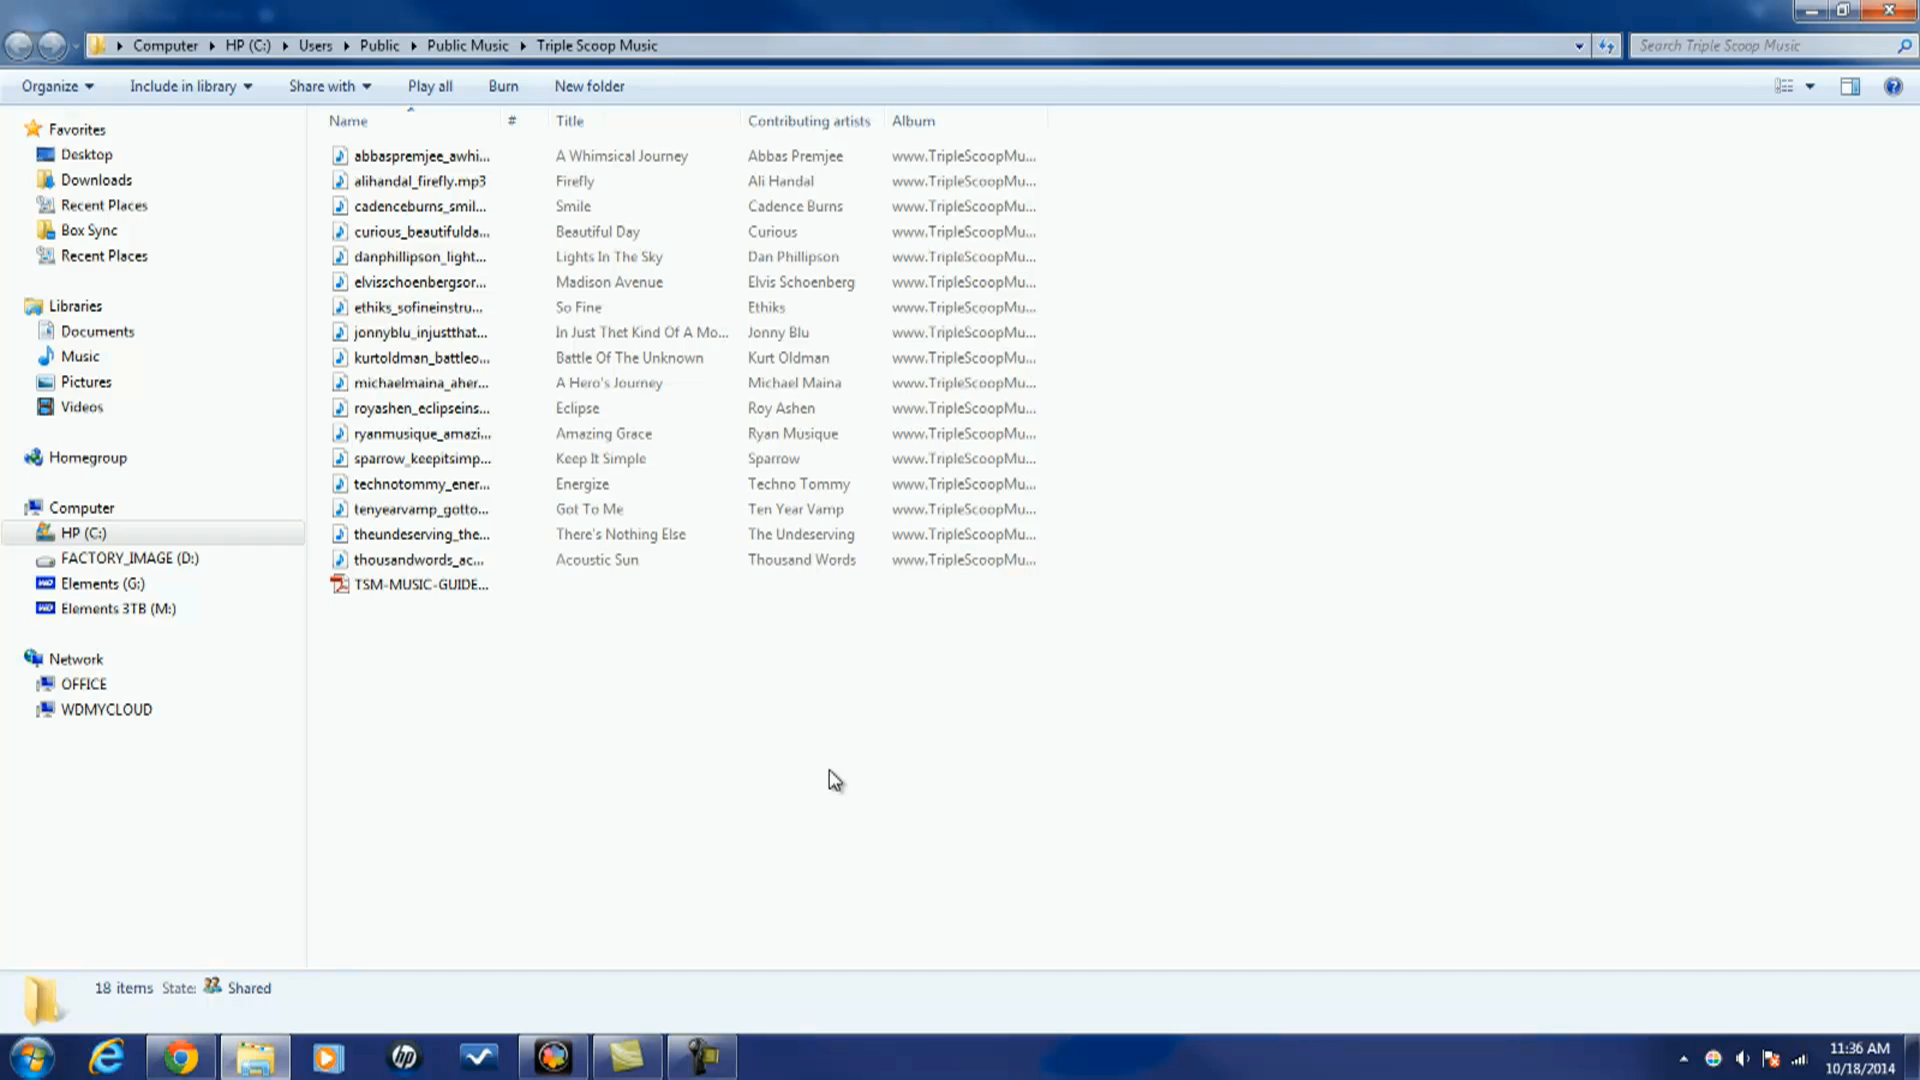 Computer ▸ HP (C:) ▸ Users ▸ Public ▸ Public Music ▸ Triple Scoop Music
Search Triple Scoop Music
Organize Include in library Share with Play all Burn New folder
Favorites
Desktop
Downloads
Recent Places
Box Sync
Recent Places
Libraries
Documents
Music
Pictures
Videos
Homegroup
Computer
HP (C:)
FACTORY_IMAGE (D:)
Elements (G:)
Elements 3TB (M:)
Network
OFFICE
WDMYCLOUD
Name # Title Contributing artists Album
abbaspremjee_awhi... A Whimsical Journey Abbas Premjee www.TripleScoopMu...
alihandal_firefly.mp3 Firefly Ali Handal www.TripleScoopMu...
cadenceburns_smil... Smile Cadence Burns www.TripleScoopMu...
curious_beautifulda... Beautiful Day Curious www.TripleScoopMu...
danphillipson_light... Lights In The Sky Dan Phillipson www.TripleScoopMu...
elvisschoenbergsor... Madison Avenue Elvis Schoenberg www.TripleScoopMu...
ethiks_sofineinstru... So Fine Ethiks www.TripleScoopMu...
jonnyblu_injustthat... In Just Thet Kind Of A Mo... Jonny Blu www.TripleScoopMu...
kurtoldman_battleo... Battle Of The Unknown Kurt Oldman www.TripleScoopMu...
michaelmaina_aher... A Hero's Journey Michael Maina www.TripleScoopMu...
royashen_eclipseins... Eclipse Roy Ashen www.TripleScoopMu...
ryanmusique_amazi... Amazing Grace Ryan Musique www.TripleScoopMu...
sparrow_keepitsimp... Keep It Simple Sparrow www.TripleScoopMu...
technotommy_ener... Energize Techno Tommy www.TripleScoopMu...
tenyearvamp_gotto... Got To Me Ten Year Vamp www.TripleScoopMu...
theundeserving_the... There's Nothing Else The Undeserving www.TripleScoopMu...
thousandwords_ac... Acoustic Sun Thousand Words www.TripleScoopMu...
TSM-MUSIC-GUIDE...
18 items State: Shared
hp
11:36 AM
10/18/2014